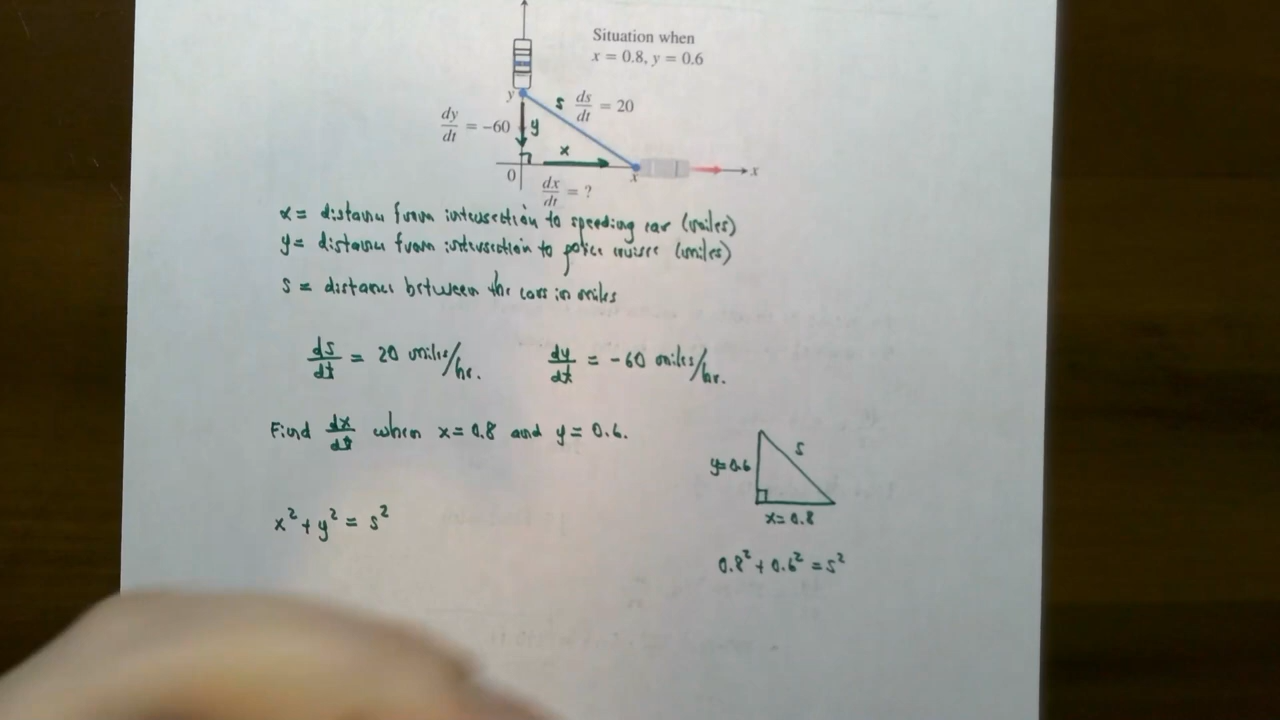 Situation when
x = 0.8, y = 0.6
y
s ds/dt = 20
dy/dt = -60
y
x
0
x
x
dx/dt = ?
x = distance from intersection to speeding car (miles)
y = distance from intersection to police cruiser (miles)
s = distance between the cars in miles
ds/dt = 20 miles/hr. dy/dt = -60 miles/hr.
Find dx/dt when x = 0.8 and y = 0.6.
s
y = 0.6
x = 0.8
x² + y² = s²
0.8² + 0.6² = s²